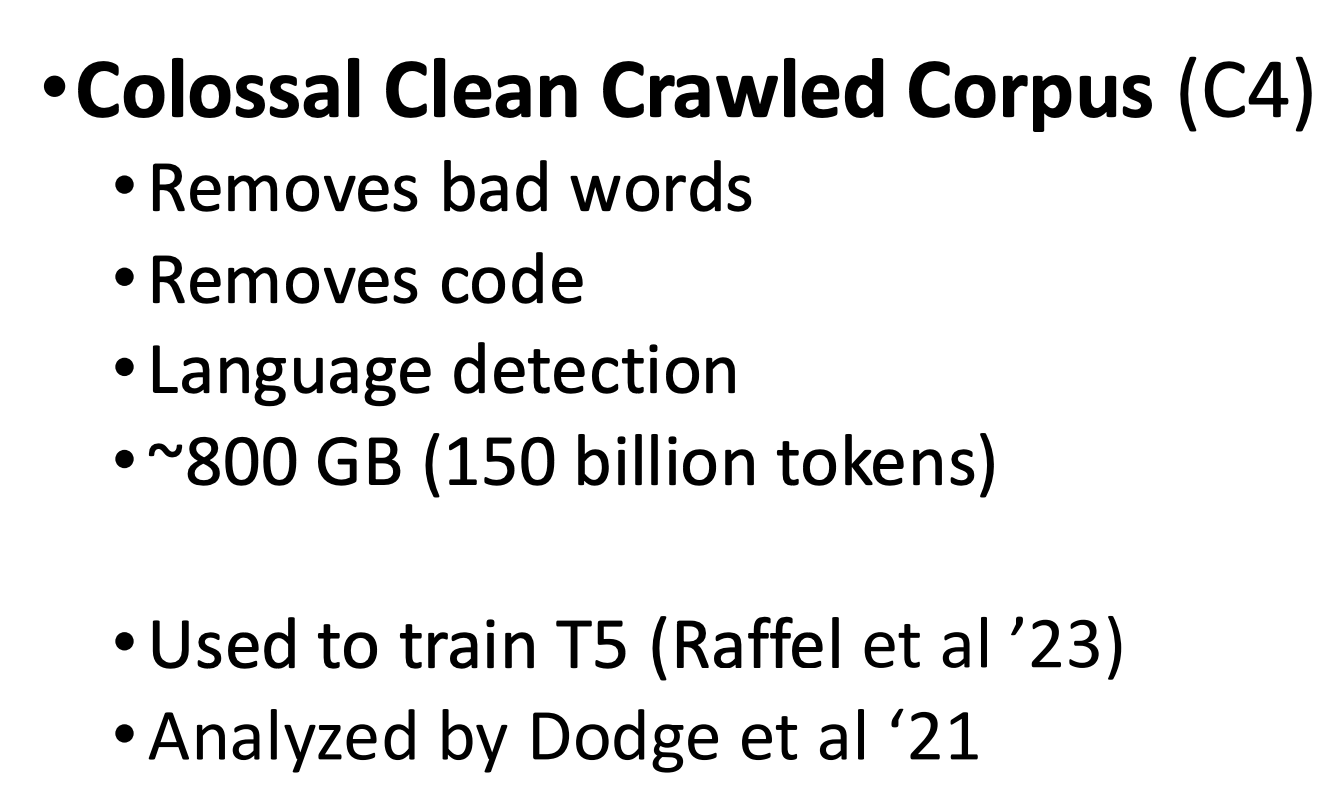 •Colossal Clean Crawled Corpus (C4)
•Removes bad words
•Removes code
•Language detection
•~800 GB (150 billion tokens)
•Used to train T5 (Raffel et al ’23)
•Analyzed by Dodge et al ‘21